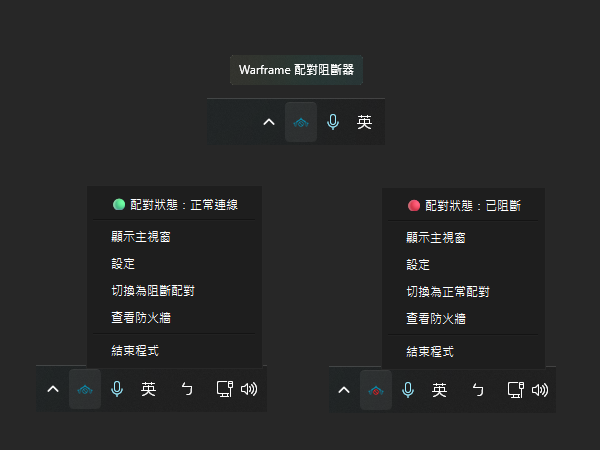 Warframe 配對阻斷器
英
配對狀態：正常連線
顯示主視窗
設定
切換為阻斷配對
查看防火牆
結束程式
英 ㄅ
配對狀態：已阻斷
顯示主視窗
設定
切換為正常配對
查看防火牆
結束程式
英 ㄅ